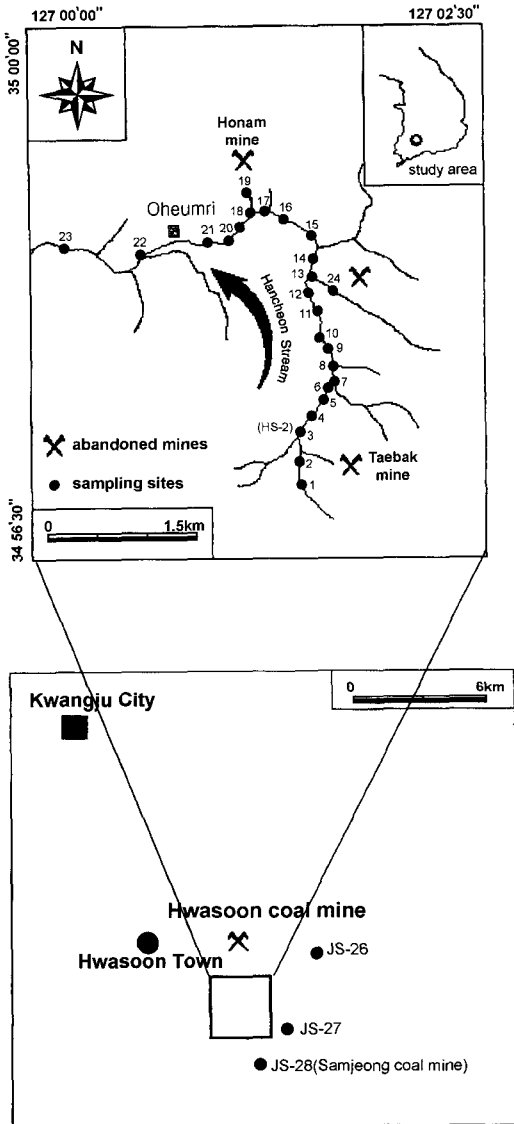 127 00'00"
127 02'30"
35 00'00"
N
Honam
mine
study area
19
Oheumri
18
17
16
15
23
22
21
20
14
13
24
12
11
Hancheon Stream
10
9
8
7
6
5
(HS-2)
4
3
abandoned mines
2
Taebak
mine
sampling sites
1
0
1.5km
34 56'30"
0
6km
Kwangju City
Hwasoon coal mine
Hwasoon Town
JS-26
JS-27
JS-28(Samjeong coal mine)